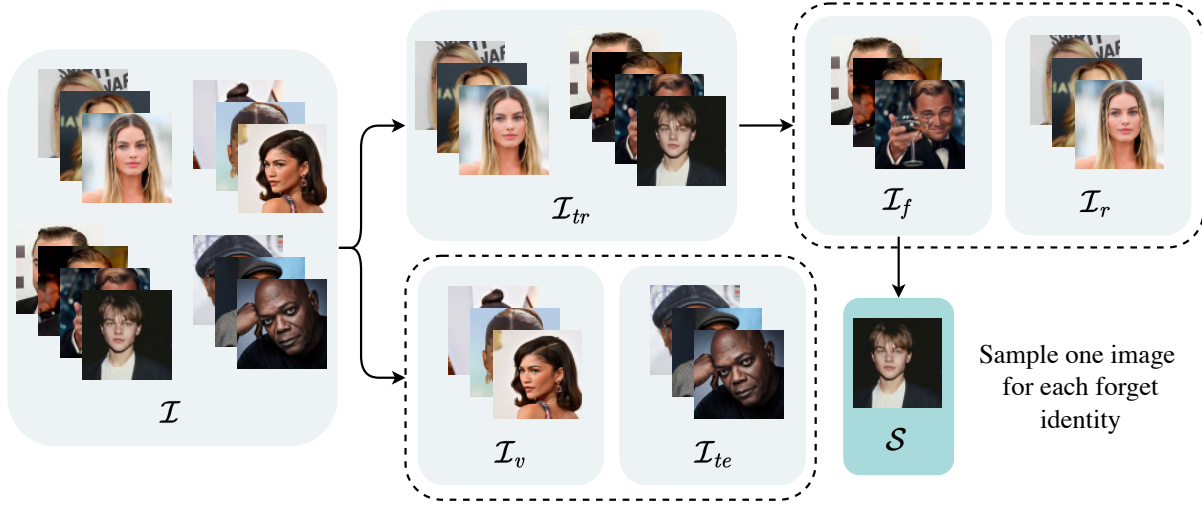 𝓘
𝓘_tr
𝓘_v
𝓘_te
𝓘_f
𝓘_r
𝓢
Sample one image
for each forget
identity